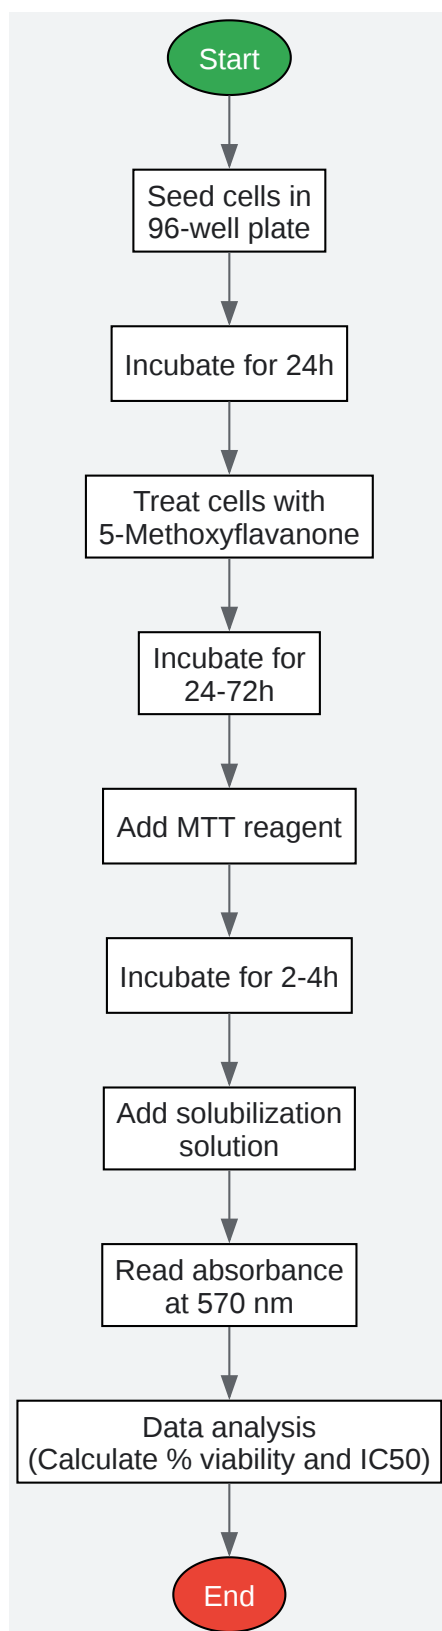 Start
Seed cells in
96-well plate
Incubate for 24h
Treat cells with
5-Methoxyflavanone
Incubate for
24-72h
Add MTT reagent
Incubate for 2-4h
Add solubilization
solution
Read absorbance
at 570 nm
Data analysis
(Calculate % viability and IC50)
End